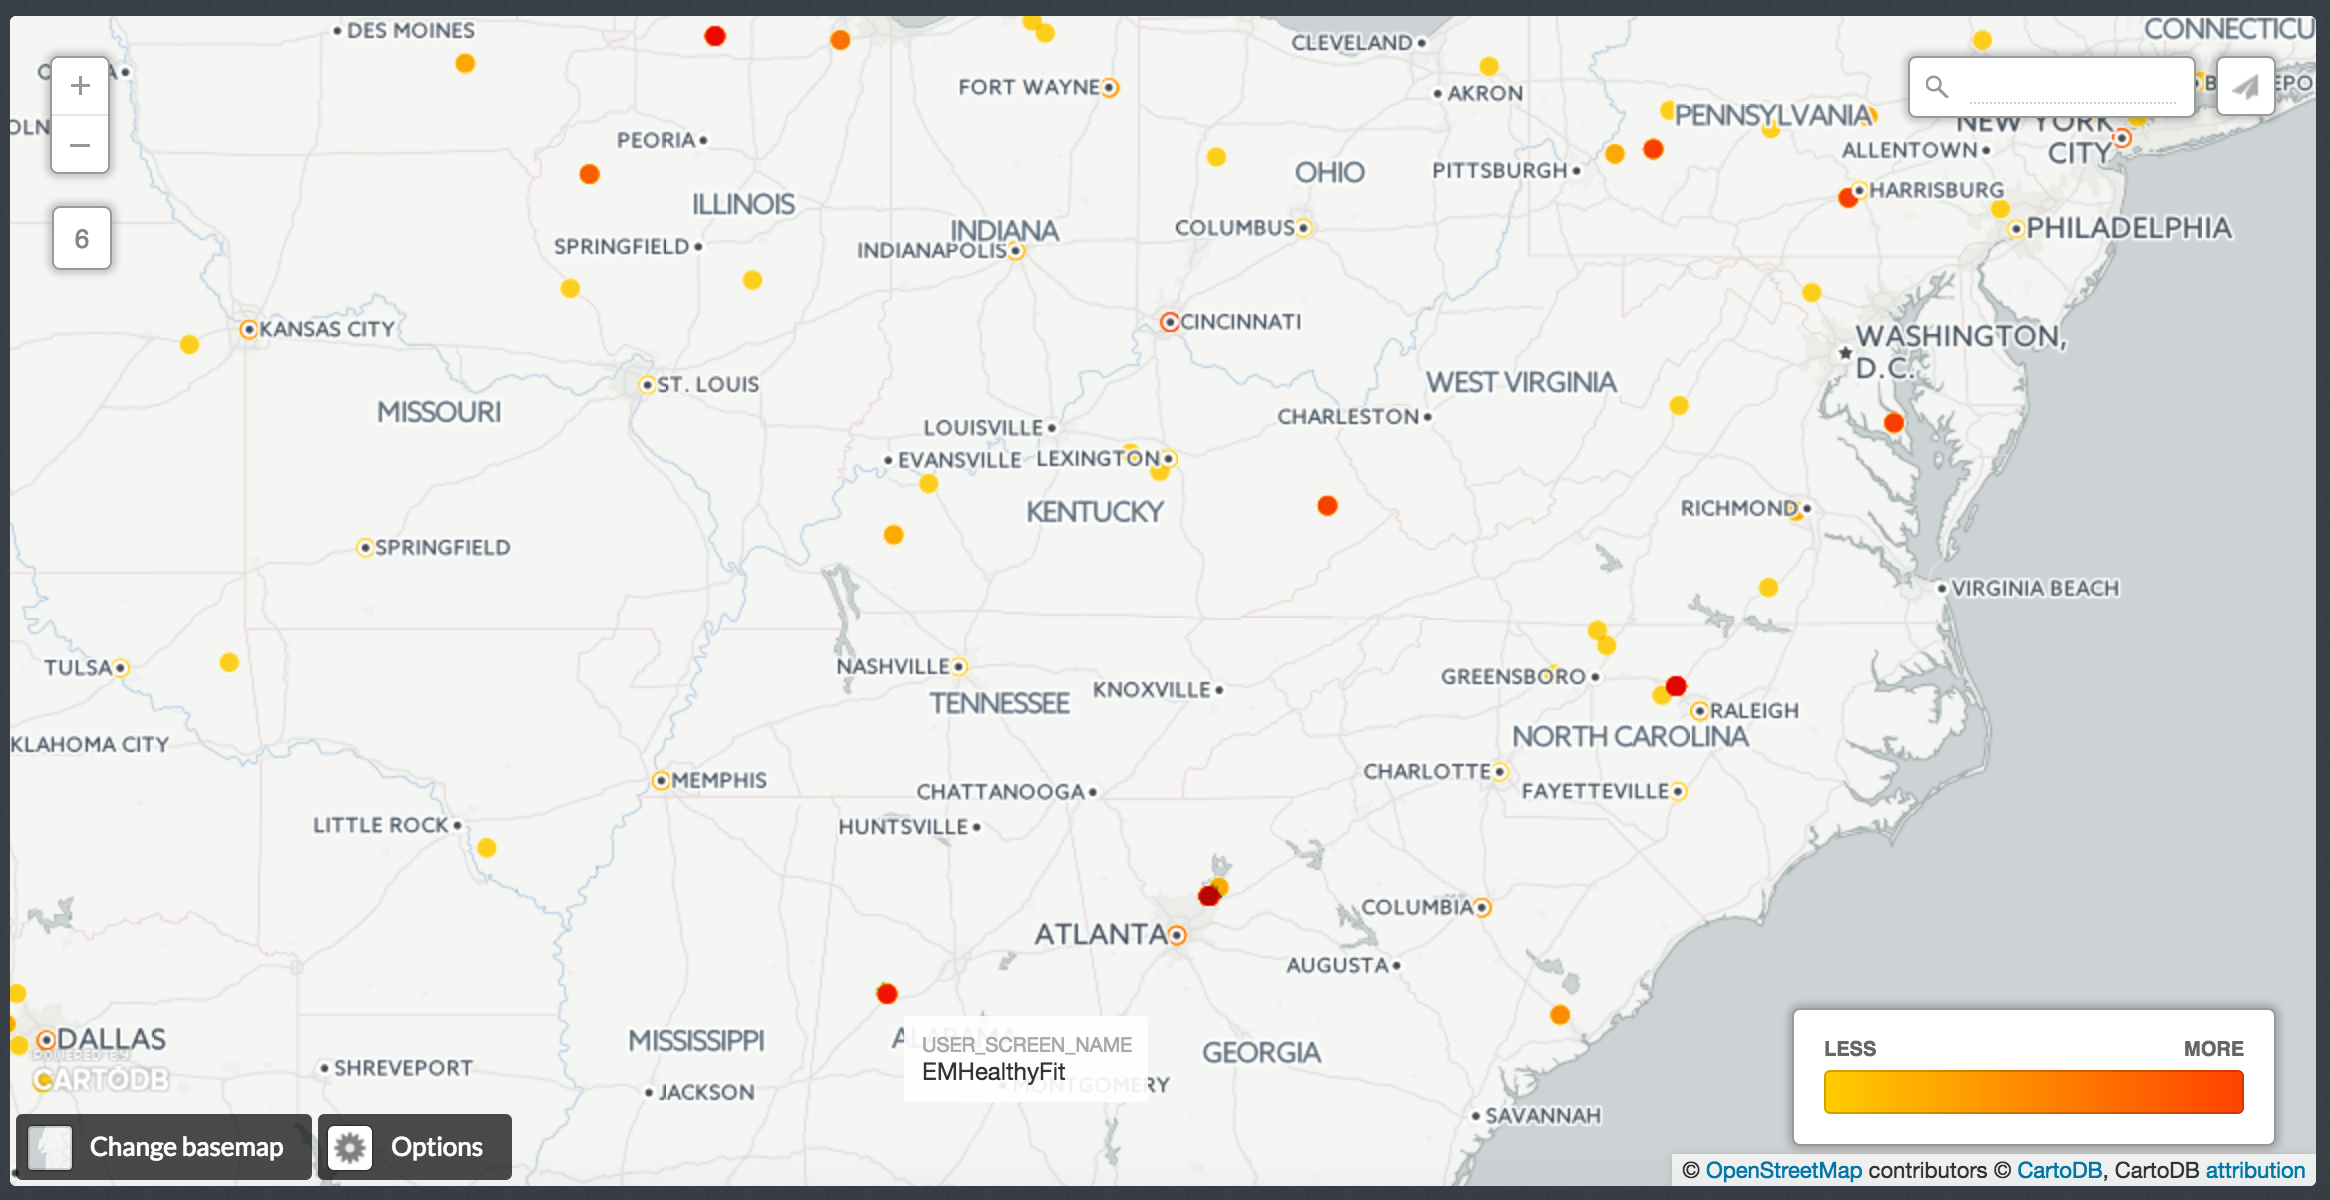 DES MOINES
CLEVELAND
CONNECTICU
FORT WAYNE
AKRON
PEORIA
PENNSYLVANIA
NEW YORK
CITY
ALLENTOWN
PITTSBURGH
OHIO
HARRISBURG
ILLINOIS
6
SPRINGFIELD
INDIANA
INDIANAPOLIS
COLUMBUS
PHILADELPHIA
KANSAS CITY
CINCINNATI
WASHINGTON,
D.C.
ST. LOUIS
WEST VIRGINIA
MISSOURI
CHARLESTON
LOUISVILLE
EVANSVILLE
LEXINGTON
KENTUCKY
RICHMOND
SPRINGFIELD
VIRGINIA BEACH
TULSA
NASHVILLE
GREENSBORO
KNOXVILLE
TENNESSEE
RALEIGH
NORTH CAROLINA
KLAHOMA CITY
CHARLOTTE
MEMPHIS
CHATTANOOGA
FAYETTEVILLE
LITTLE ROCK
HUNTSVILLE
COLUMBIA
ATLANTA
AUGUSTA
DALLAS
MISSISSIPPI
ALABAMA
USER_SCREEN_NAME
EMHealthyFit
GEORGIA
LESS MORE
POWERED BY
CARTODB
SHREVEPORT
JACKSON
MONTGOMERY
SAVANNAH
Change basemap
Options
© OpenStreetMap contributors © CartoDB, CartoDB attribution